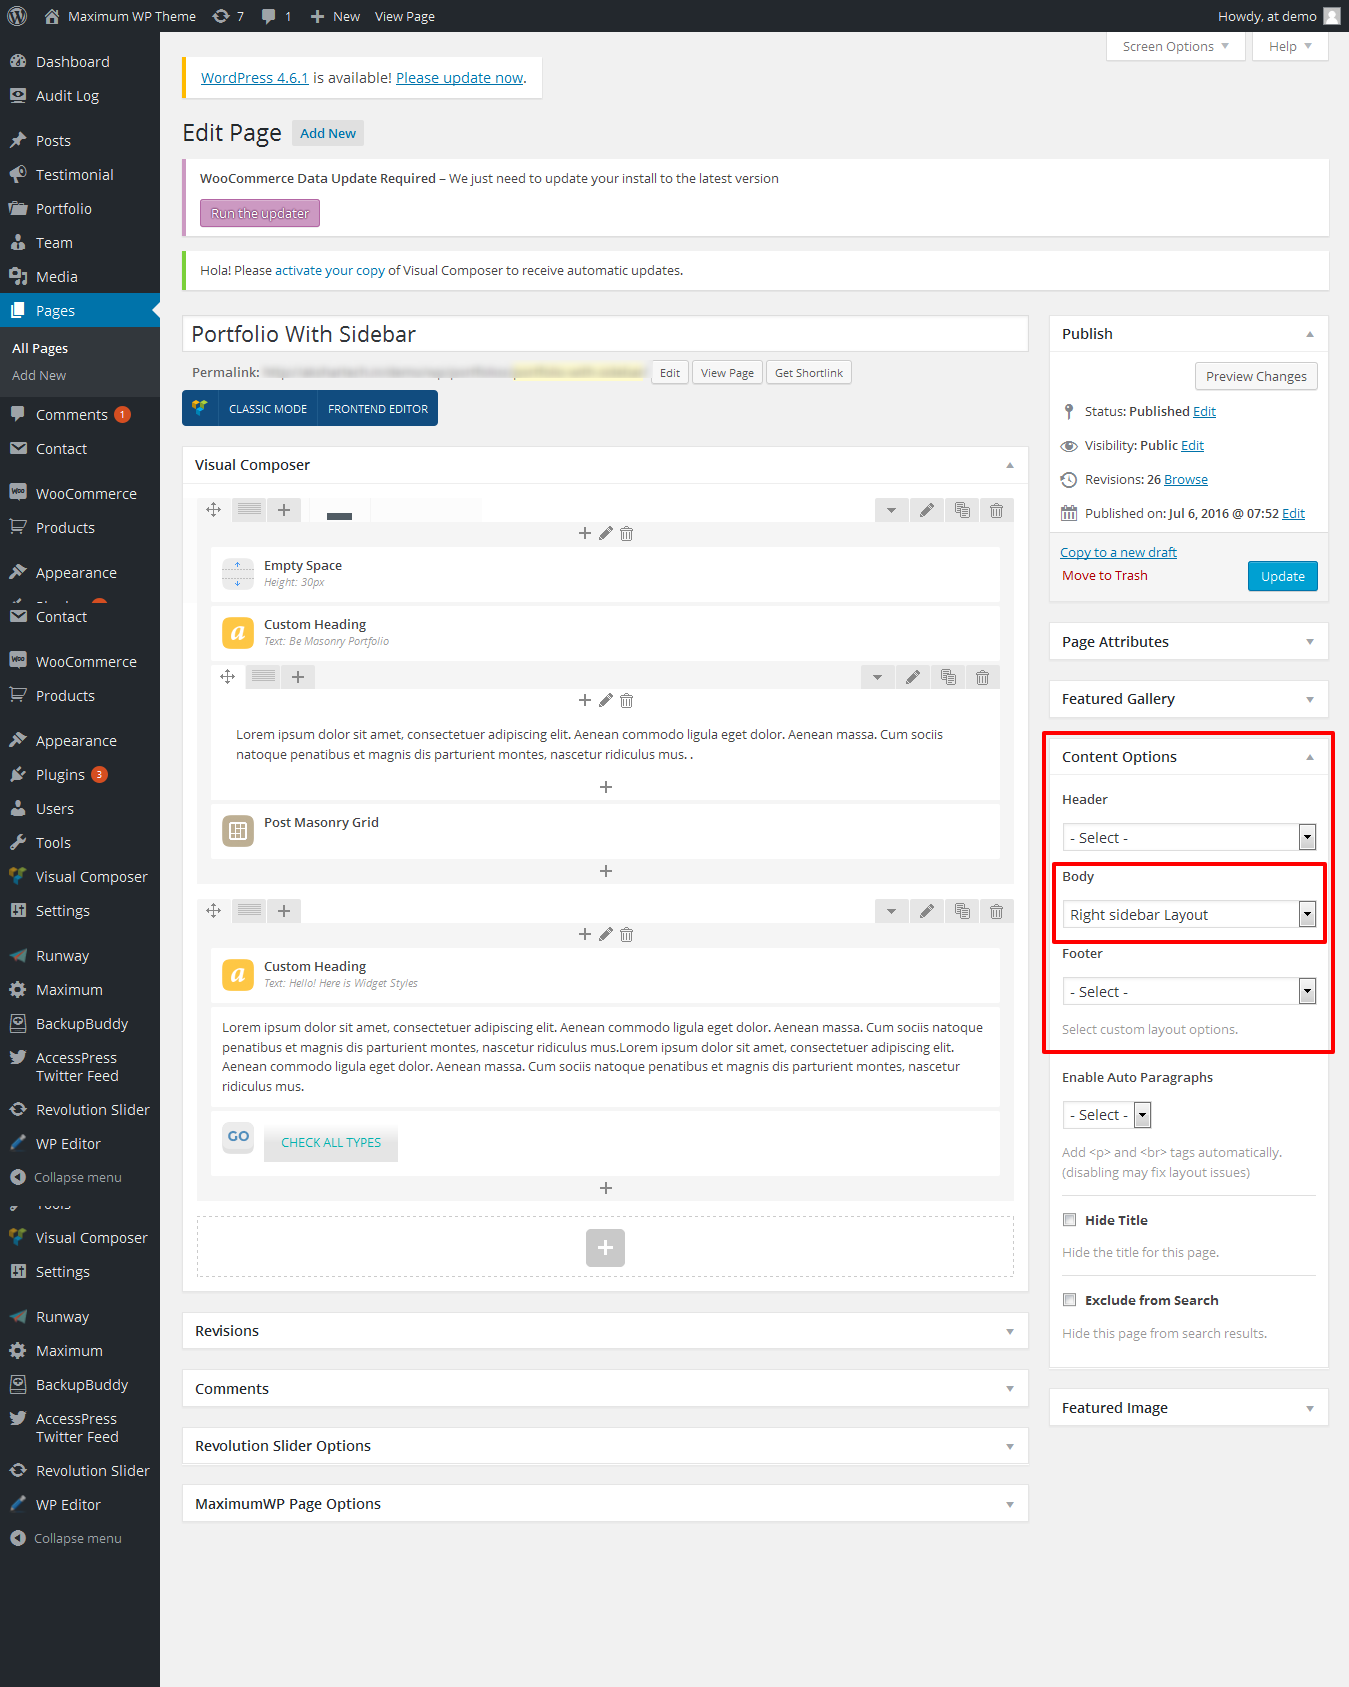 Maximum WP Theme 7 1 New View Page Howdy, at demo
Screen Options Help
Dashboard
Audit Log
Posts
Testimonial
Portfolio
Team
Media
Pages
All Pages
Add New
Comments 1
Contact
WooCommerce
Products
Appearance
Contact
WooCommerce
Products
Appearance
Plugins 3
Users
Tools
Visual Composer
Settings
Runway
Maximum
BackupBuddy
AccessPress
Twitter Feed
Revolution Slider
WP Editor
Collapse menu
Tools
Visual Composer
Settings
Runway
Maximum
BackupBuddy
AccessPress
Twitter Feed
Revolution Slider
WP Editor
Collapse menu
WordPress 4.6.1 is available! Please update now.
Edit Page Add New
WooCommerce Data Update Required – We just need to update your install to the latest version
Run the updater
Hola! Please activate your copy of Visual Composer to receive automatic updates.
Portfolio With Sidebar
Permalink: Edit View Page Get Shortlink
CLASSIC MODE FRONTEND EDITOR
Visual Composer
Empty Space
Height: 30px
a
Custom Heading
Text: Be Masonry Portfolio
Lorem ipsum dolor sit amet, consectetuer adipiscing elit. Aenean commodo ligula eget dolor. Aenean massa. Cum sociis
natoque penatibus et magnis dis parturient montes, nascetur ridiculus mus. .
Post Masonry Grid
a
Custom Heading
Text: Hello! Here is Widget Styles
Lorem ipsum dolor sit amet, consectetuer adipiscing elit. Aenean commodo ligula eget dolor. Aenean massa. Cum sociis natoque
penatibus et magnis dis parturient montes, nascetur ridiculus mus.Lorem ipsum dolor sit amet, consectetuer adipiscing elit.
Aenean commodo ligula eget dolor. Aenean massa. Cum sociis natoque penatibus et magnis dis parturient montes, nascetur
ridiculus mus.
GO CHECK ALL TYPES
Revisions
Comments
Revolution Slider Options
MaximumWP Page Options
Publish
Preview Changes
Status: Published Edit
Visibility: Public Edit
Revisions: 26 Browse
Published on: Jul 6, 2016 @ 07:52 Edit
Copy to a new draft
Move to Trash Update
Page Attributes
Featured Gallery
Content Options
Header
- Select -
Body
Right sidebar Layout
Footer
- Select -
Select custom layout options.
Enable Auto Paragraphs
- Select -
Add <p> and <br> tags automatically.
(disabling may fix layout issues)
Hide Title
Hide the title for this page.
Exclude from Search
Hide this page from search results.
Featured Image